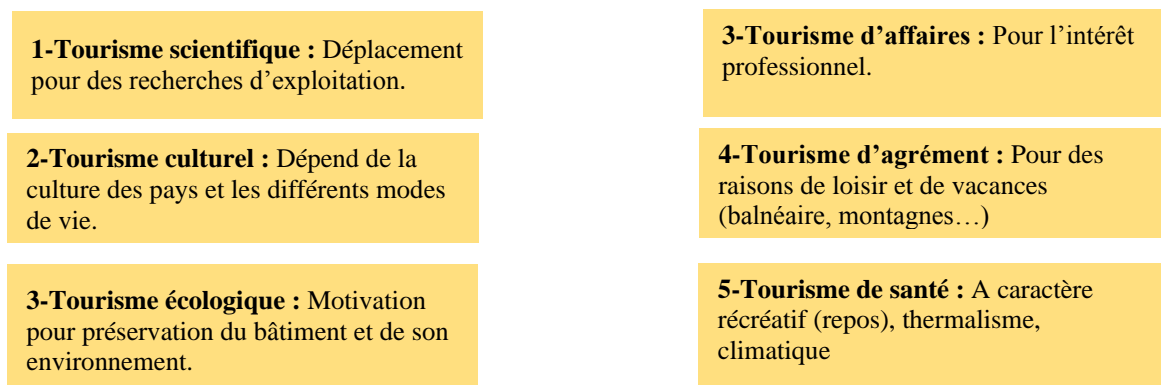 1-Tourisme scientifique : Déplacement
pour des recherches d’exploitation.
2-Tourisme culturel : Dépend de la
culture des pays et les différents modes
de vie.
3-Tourisme écologique : Motivation
pour préservation du bâtiment et de son
environnement.
3-Tourisme d’affaires : Pour l’intérêt
professionnel.
4-Tourisme d’agrément : Pour des
raisons de loisir et de vacances
(balnéaire, montagnes…)
5-Tourisme de santé : A caractère
récréatif (repos), thermalisme,
climatique